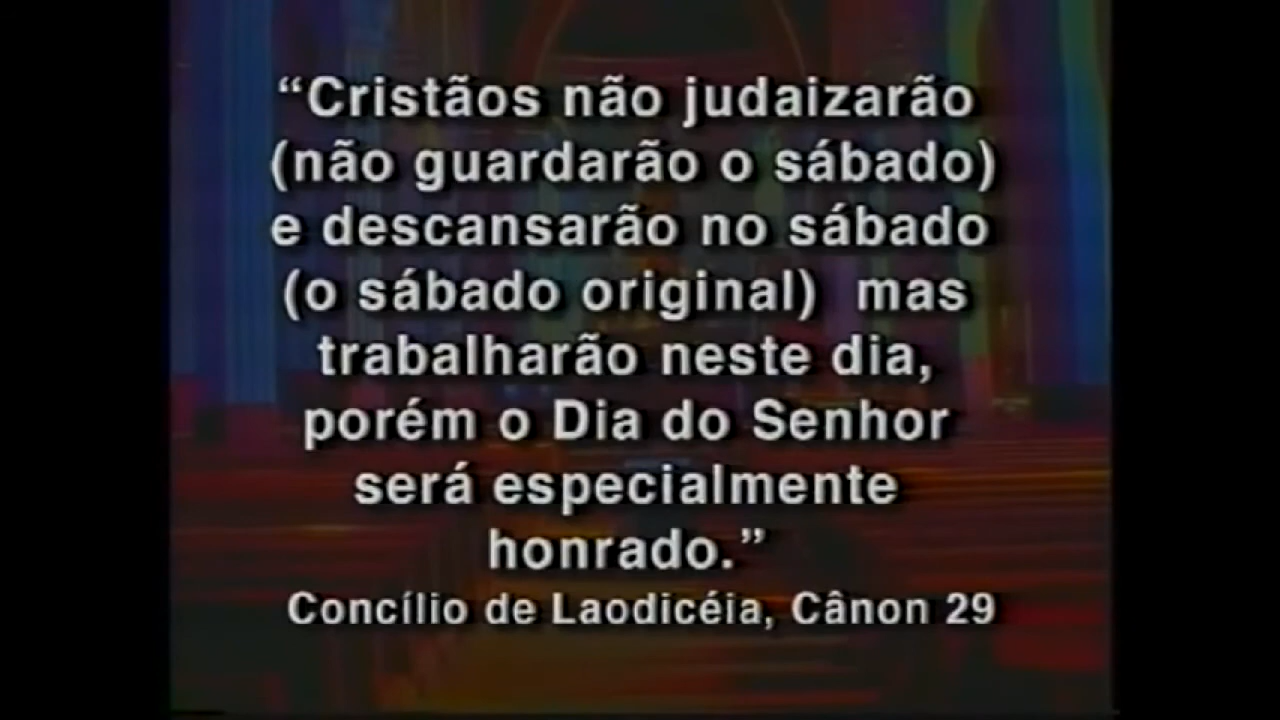 “Cristãos não judaizarão
(não guardarão o sábado)
e descansarão no sábado
(o sábado original) mas
trabalharão neste dia,
porém o Dia do Senhor
será especialmente
honrado.”
Concílio de Laodicéia, Cânon 29